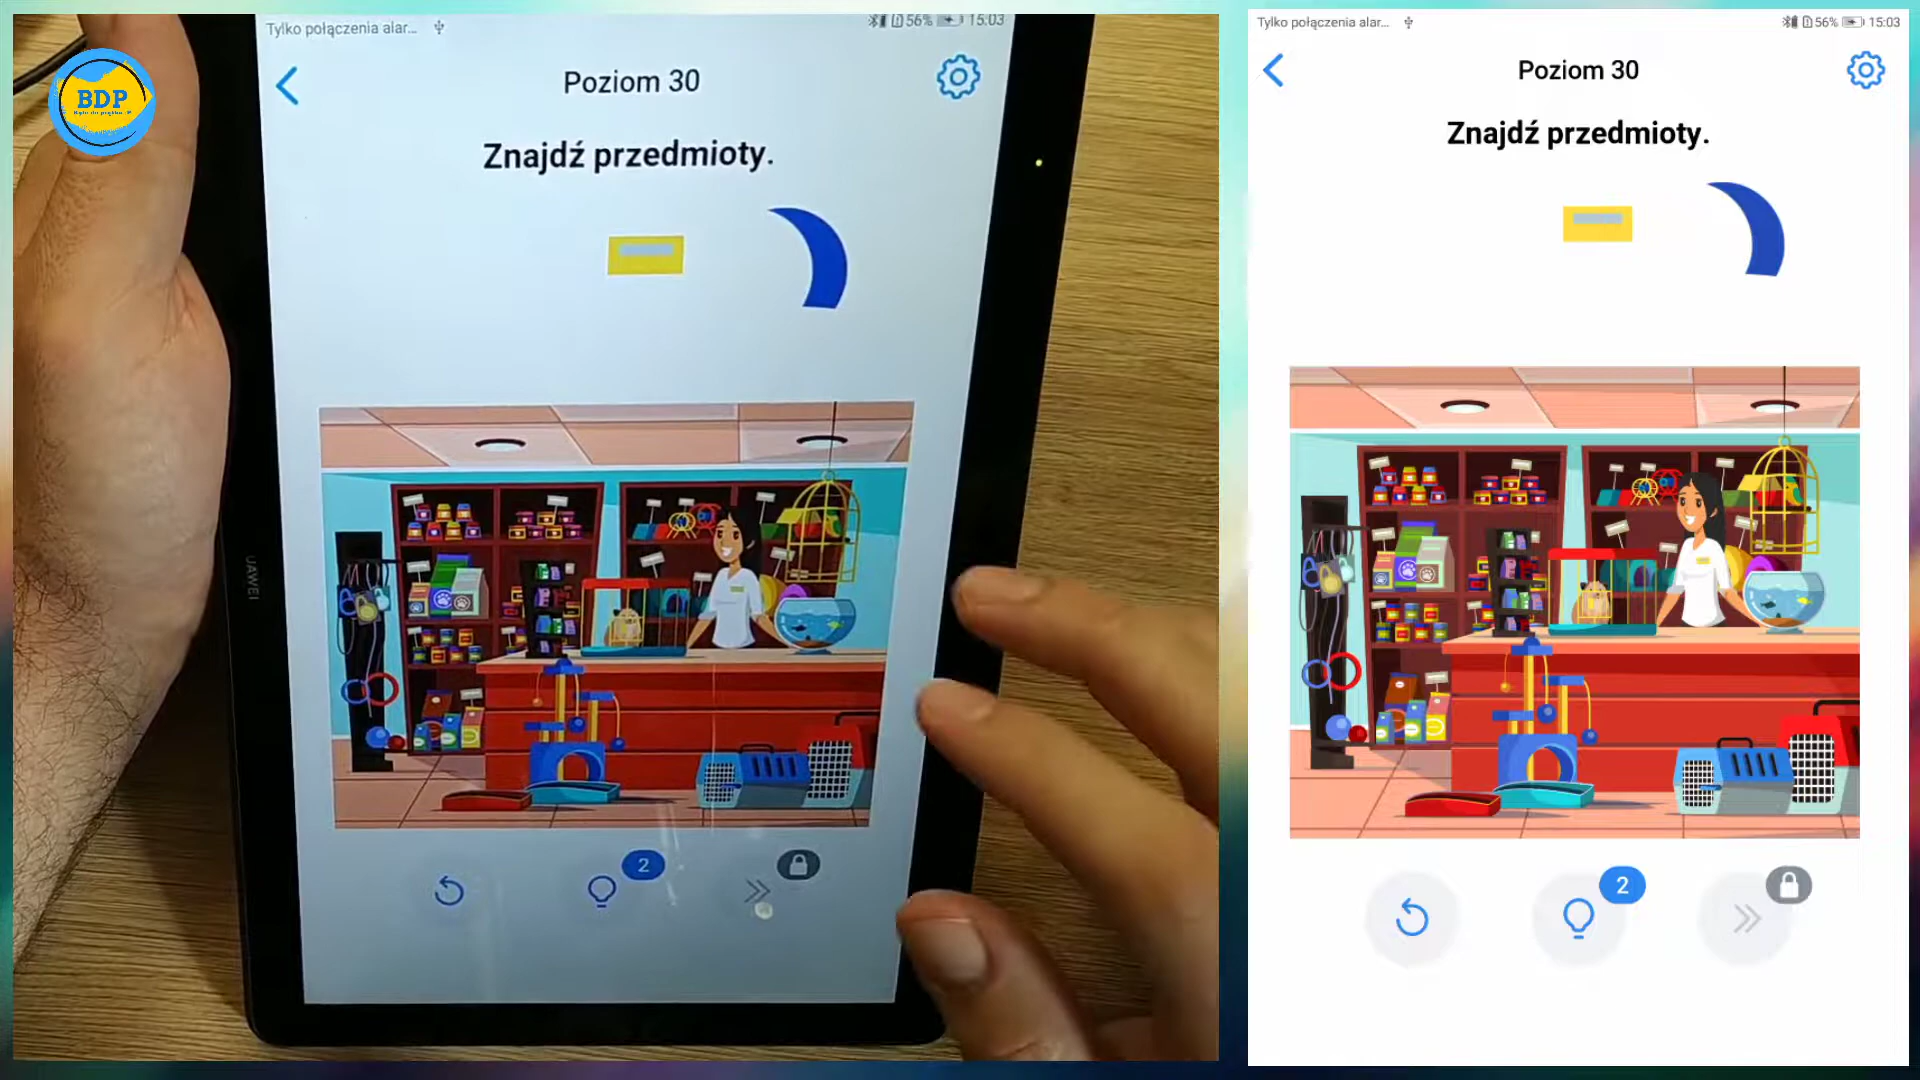 BDP
Tylko połączenia alar...
56% 15:03
Poziom 30
Znajdź przedmioty.
2
Tylko połączenia alar...
56% 15:03
Poziom 30
Znajdź przedmioty.
2